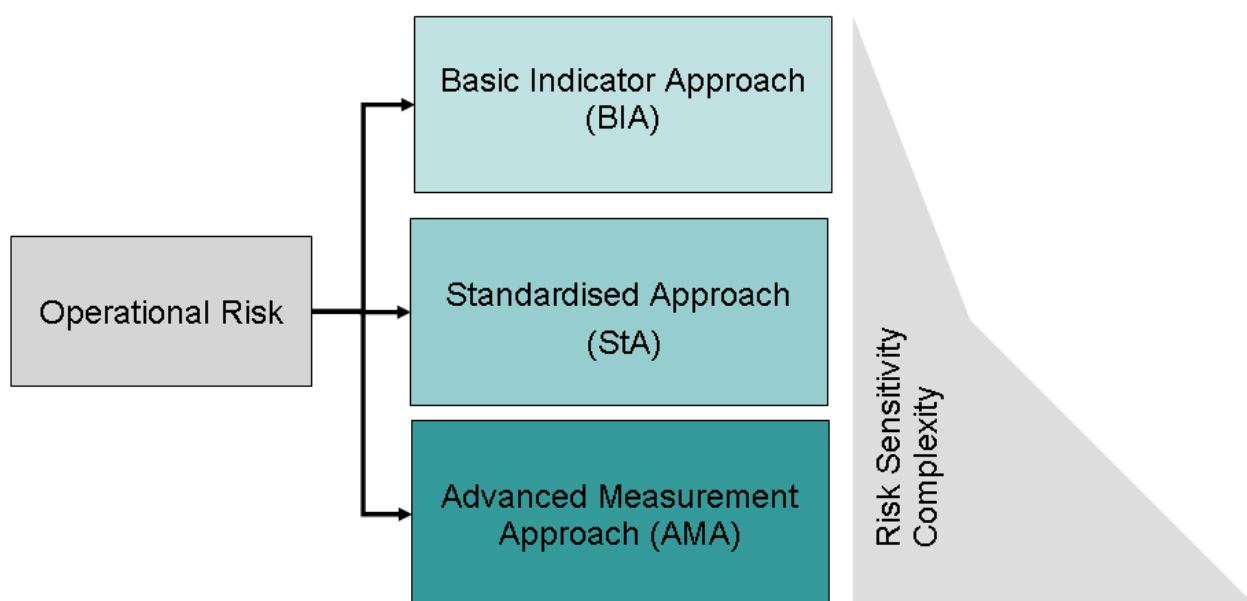 Operational Risk
Basic Indicator Approach
(BIA)
Standardised Approach
(StA)
Advanced Measurement
Approach (AMA)
Risk Sensitivity
Complexity